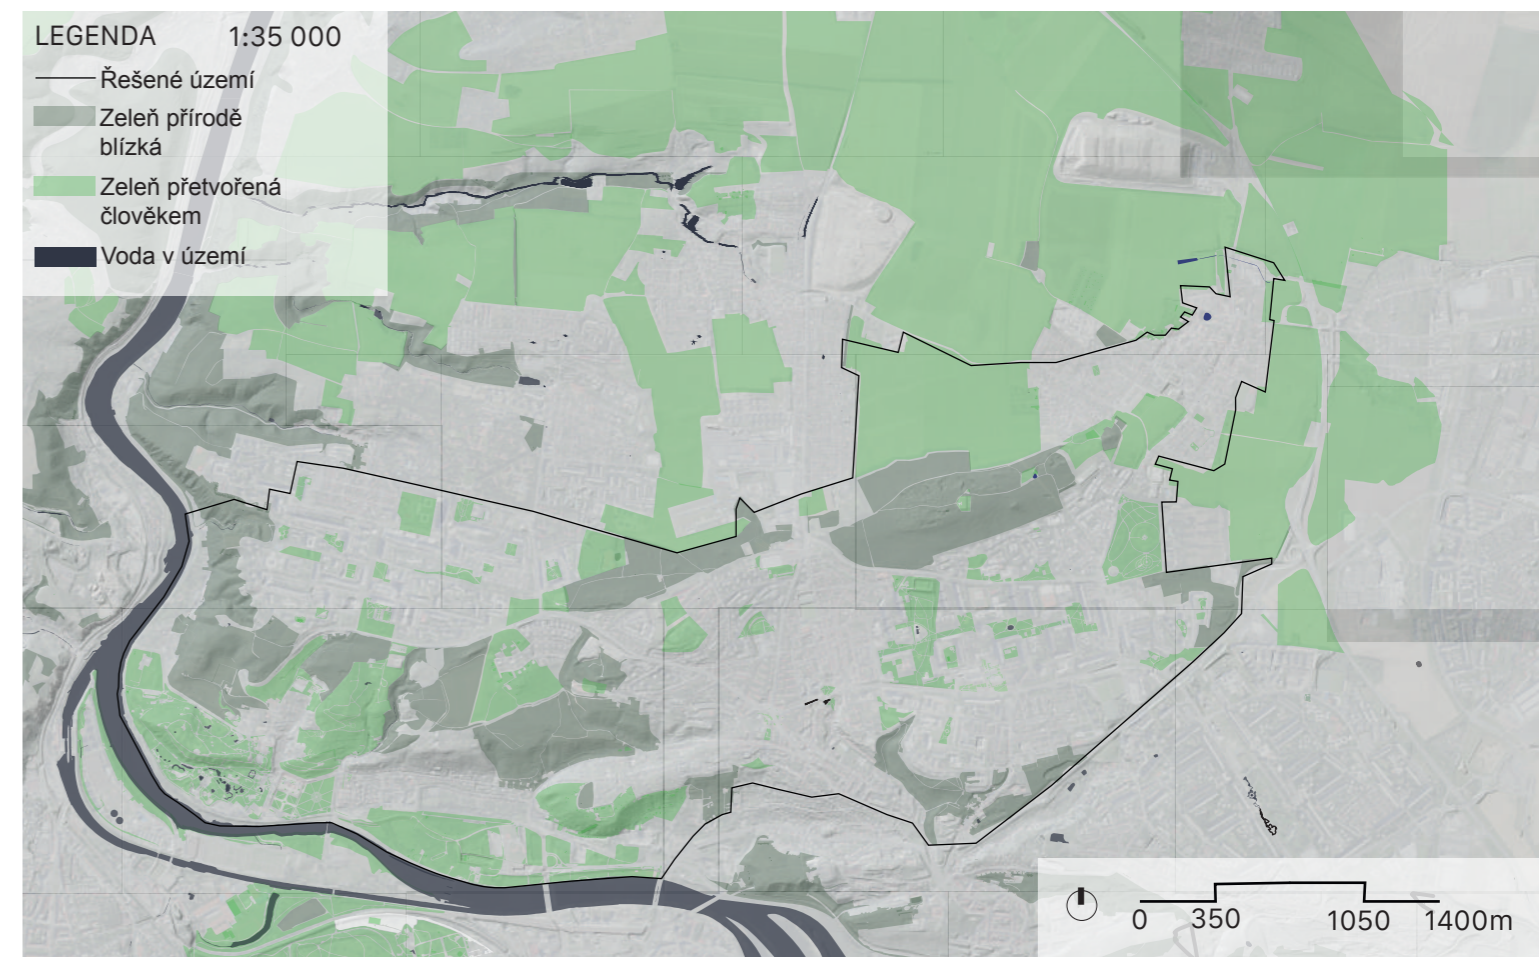 LEGENDA 1:35 000
Řešené území
Zeleň přírodě
blízká
Zeleň přetvořená
člověkem
Voda v území
0 350 1050 1400m